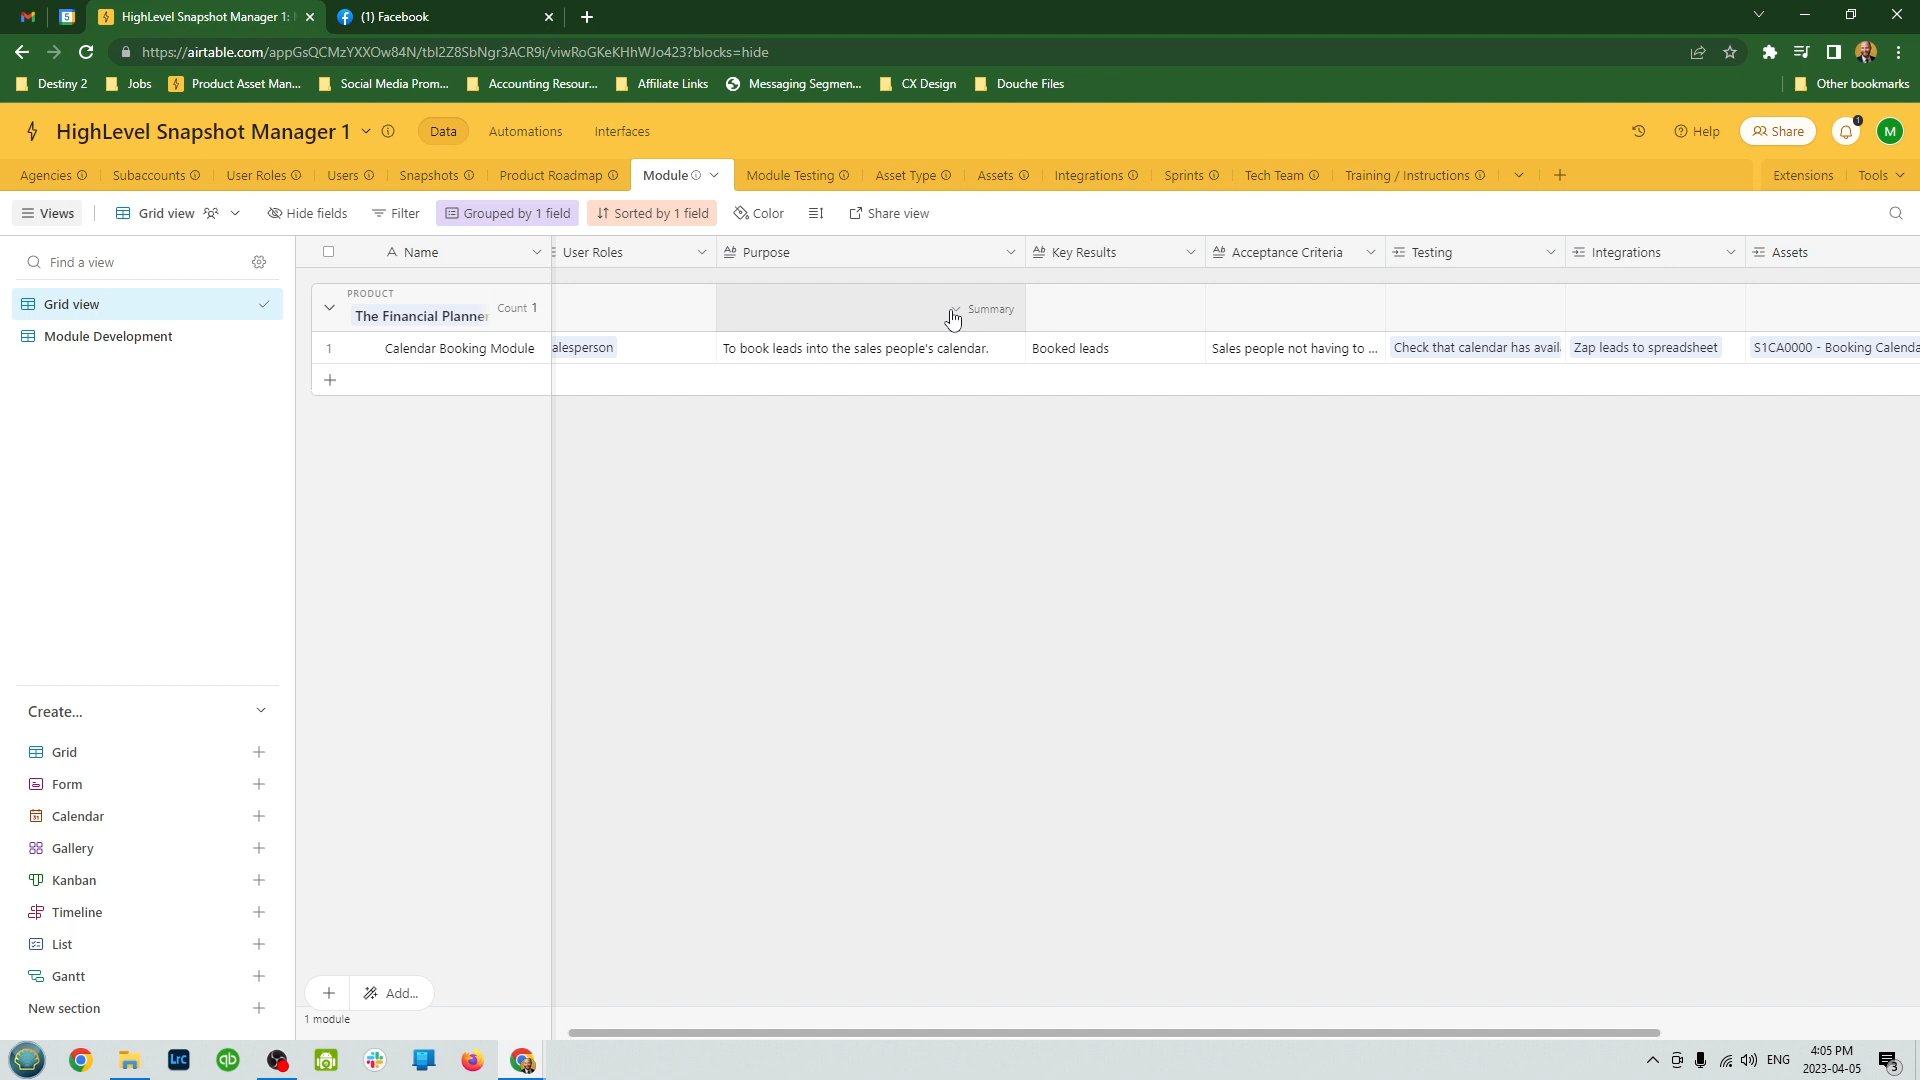 HighLevel Snapshot Manager 1:
(1) Facebook
https://airtable.com/appGsQCMzYXXOw84N/tbl2Z8SbNgr3ACR9i/viwRoGKeKHhWJo423?blocks=hide
Destiny 2
Jobs
Product Asset Man...
Social Media Prom...
Accounting Resour...
Affiliate Links
Messaging Segmen...
CX Design
Douche Files
Other bookmarks
HighLevel Snapshot Manager 1
Data
Automations
Interfaces
Help
Share
1
M
Agencies
Subaccounts
User Roles
Users
Snapshots
Product Roadmap
Module
Module Testing
Asset Type
Assets
Integrations
Sprints
Tech Team
Training / Instructions
Extensions
Tools
Views
Grid view
Hide fields
Filter
Grouped by 1 field
Sorted by 1 field
Color
Share view
Find a view
Name
User Roles
Purpose
Key Results
Acceptance Criteria
Testing
Integrations
Assets
Grid view
Module Development
PRODUCT
The Financial Planner
Count 1
Summary
1
Calendar Booking Module
alesperson
To book leads into the sales people's calendar.
Booked leads
Sales people not having to ...
Check that calendar has avail
Zap leads to spreadsheet
S1CA0000 - Booking Calenda
Create...
Grid
Form
Calendar
Gallery
Kanban
Timeline
List
Gantt
New section
Add...
1 module
Lrc
qb
ENG
4:05 PM
2023-04-05
3